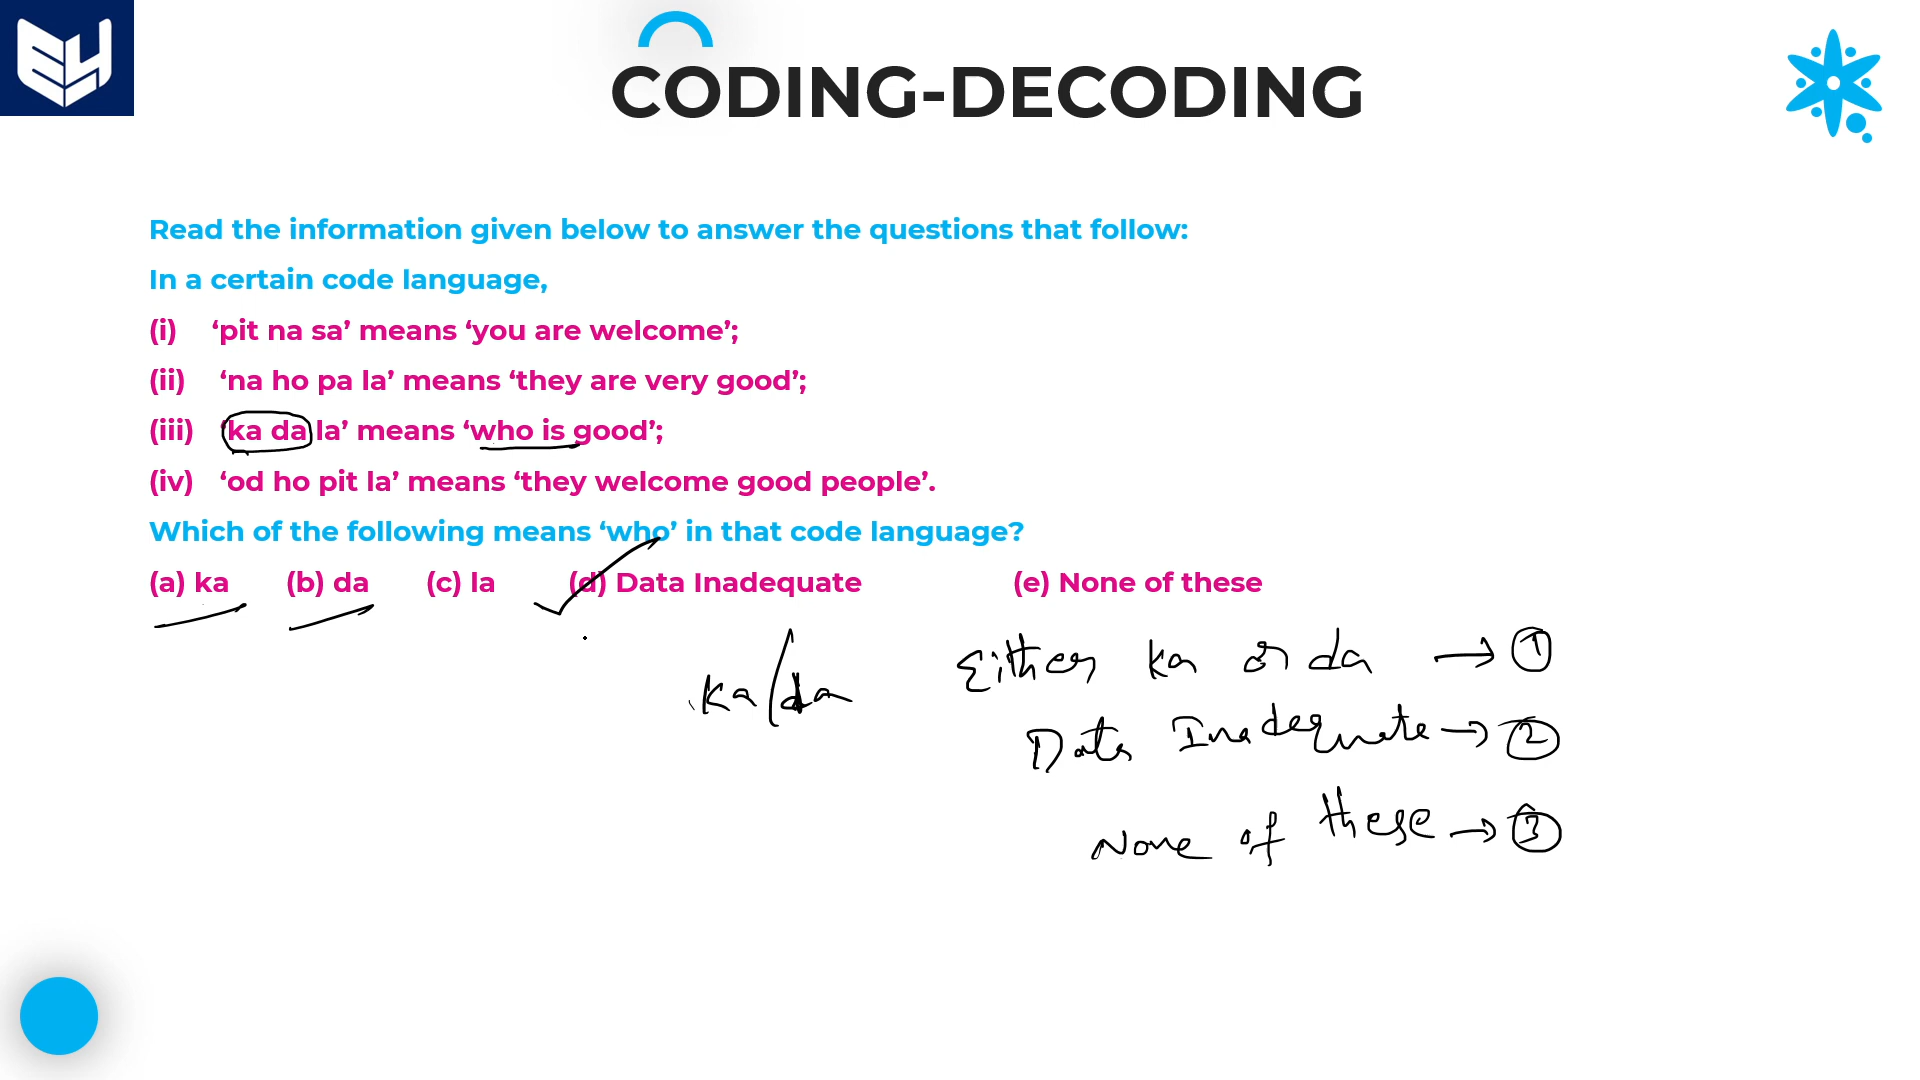 CODING-DECODING
Read the information given below to answer the questions that follow:
In a certain code language,
(i) ‘pit na sa’ means ‘you are welcome’;
(ii) ‘na ho pa la’ means ‘they are very good’;
(iii) ‘ka da la’ means ‘who is good’;
(iv) ‘od ho pit la’ means ‘they welcome good people’.
Which of the following means ‘who’ in that code language?
(a) ka (b) da (c) la (d) Data Inadequate (e) None of these
ka/da
Either ka or da → 1
Data Inadequate → 2
None of these → 3